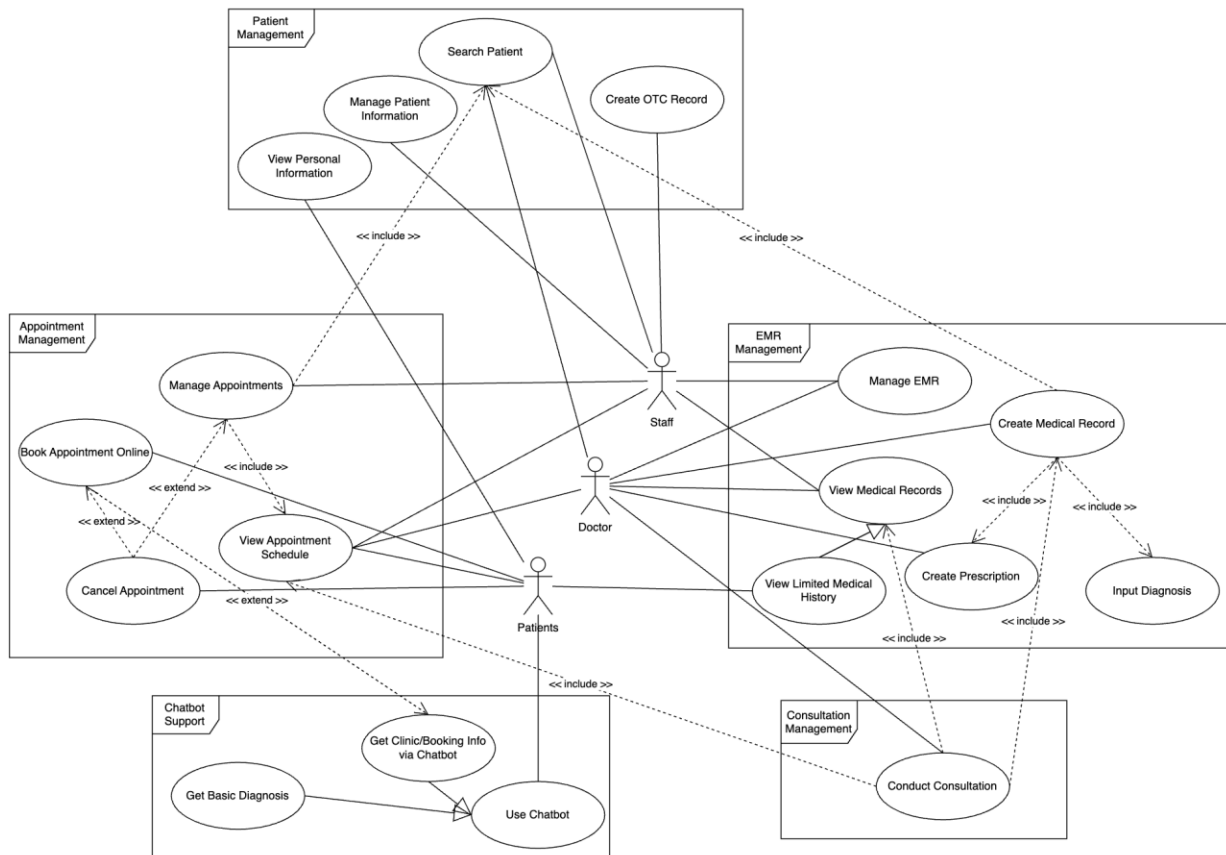 Patient
Management
Search Patient
Manage Patient
Information
Create OTC Record
View Personal
Information
<< include >>
<< include >>
Appointment
Management
EMR
Management
Manage Appointments
Staff
Manage EMR
Create Medical Record
Book Appointment Online
<< include >>
<< extend >>
View Medical Records
<< include >>
<< include >>
<< extend >>
Doctor
View Appointment
Schedule
Cancel Appointment
<< extend >>
Patients
View Limited Medical
History
Create Prescription
Input Diagnosis
<< include >>
<< include >>
<< include >>
Chatbot
Support
Consultation
Management
Get Clinic/Booking Info
via Chatbot
Get Basic Diagnosis
Use Chatbot
Conduct Consultation